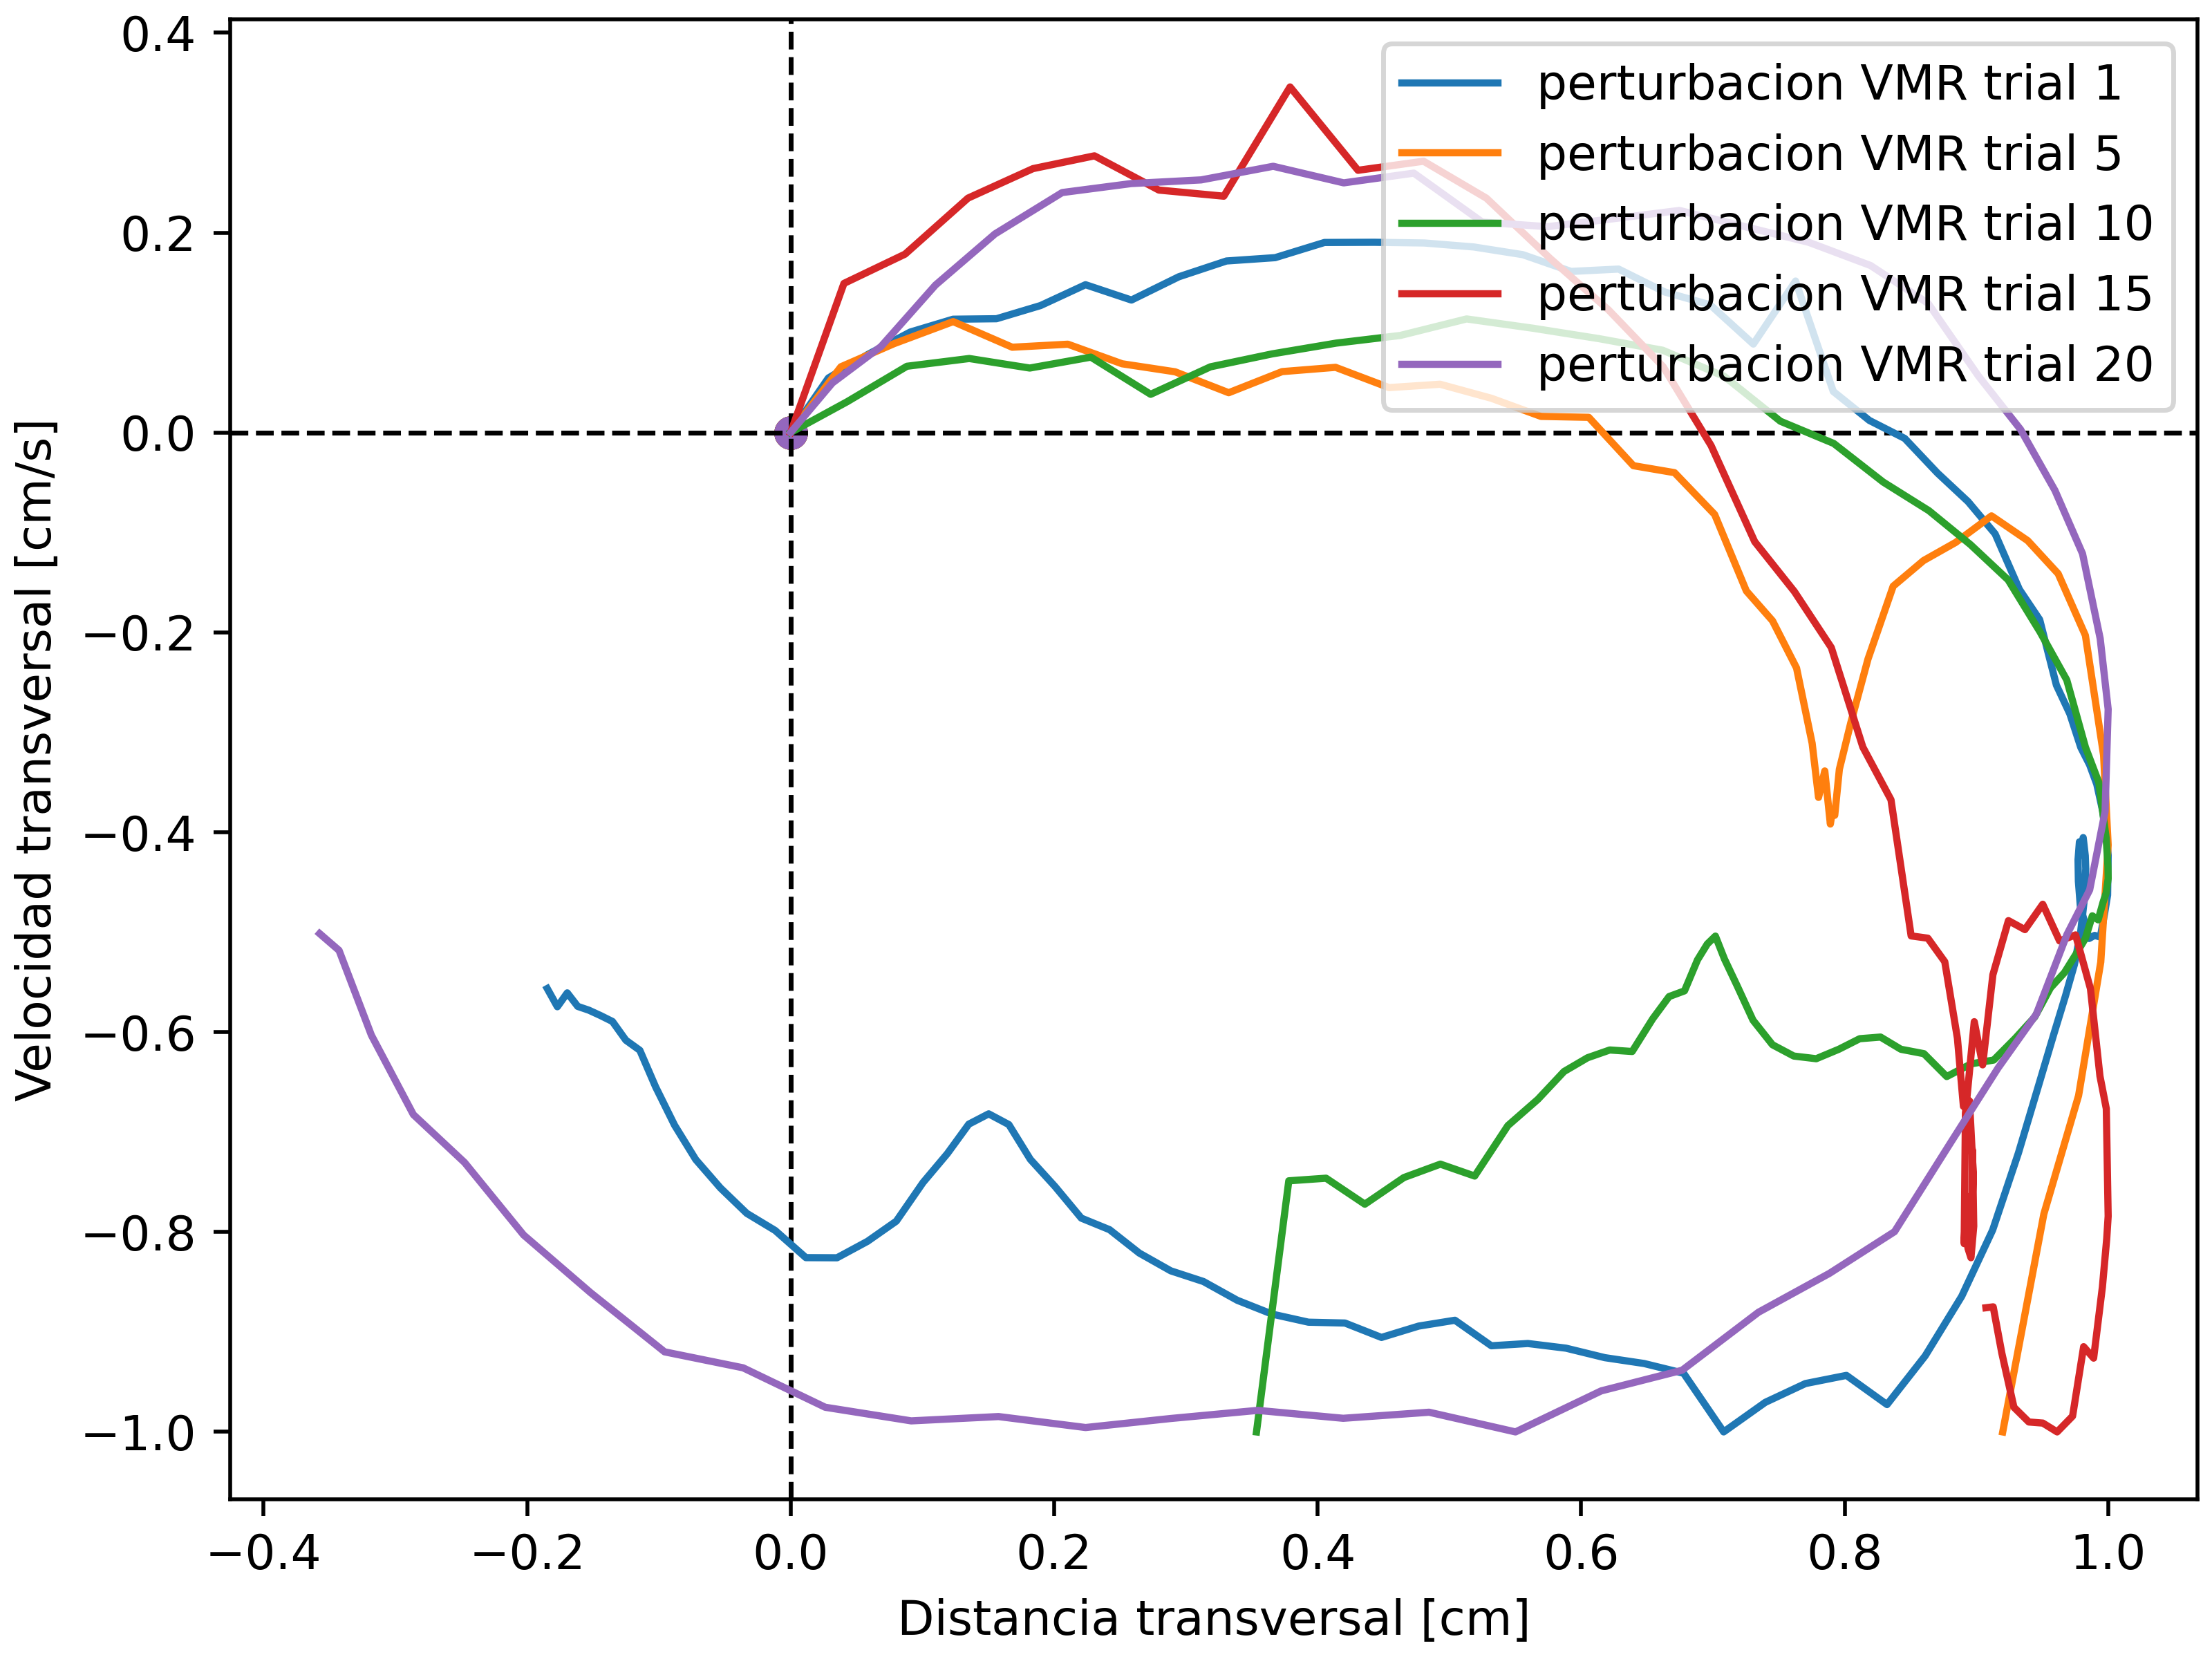 0.4
0.2
0.0
−0.2
−0.4
−0.6
−0.8
−1.0
Velocidad transversal [cm/s]
perturbacion VMR trial 1
perturbacion VMR trial 5
perturbacion VMR trial 10
perturbacion VMR trial 15
perturbacion VMR trial 20
−0.4 −0.2 0.0 0.2 0.4 0.6 0.8 1.0
Distancia transversal [cm]